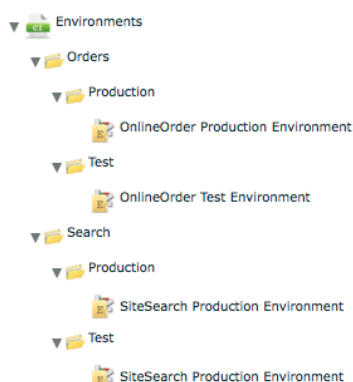 Environments
Orders
Production
OnlineOrder Production Environment
Test
OnlineOrder Test Environment
Search
Production
SiteSearch Production Environment
Test
SiteSearch Production Environment